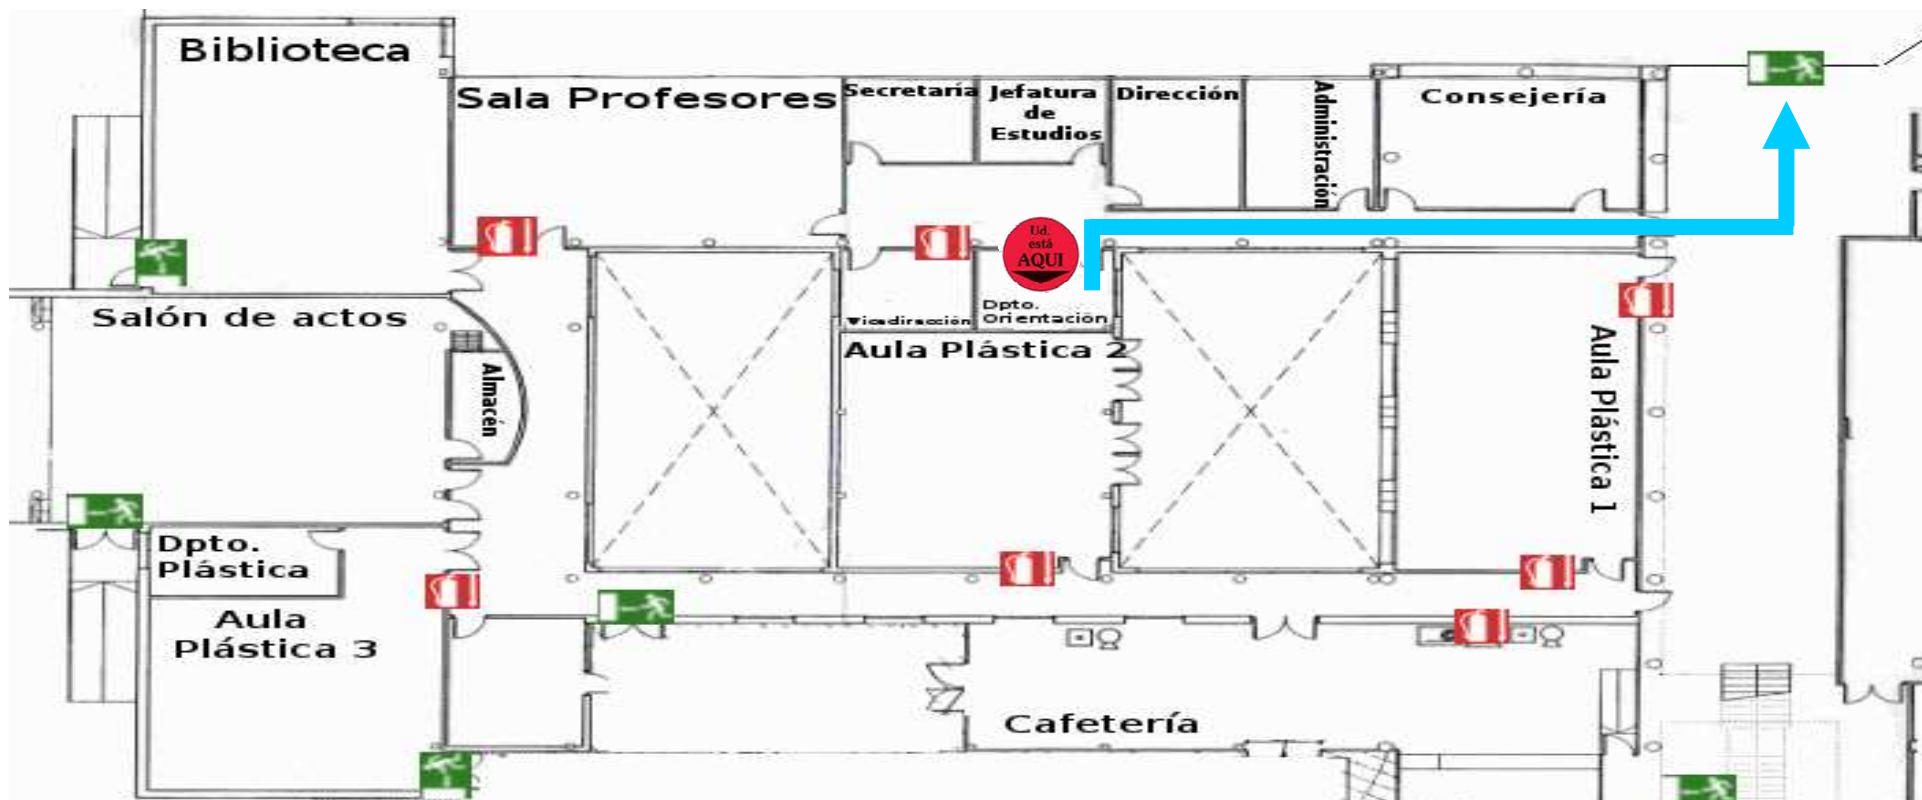 Biblioteca
Sala Profesores
Secretaría
Jefatura
de
Estudios
Dirección
Administración
Consejería
Ud.
está
AQUI
Salón de actos
Almacén
Vicedirección
Dpto.
Orientación
Aula Plástica 2
Aula Plástica 1
Dpto.
Plástica
Aula
Plástica 3
Cafetería